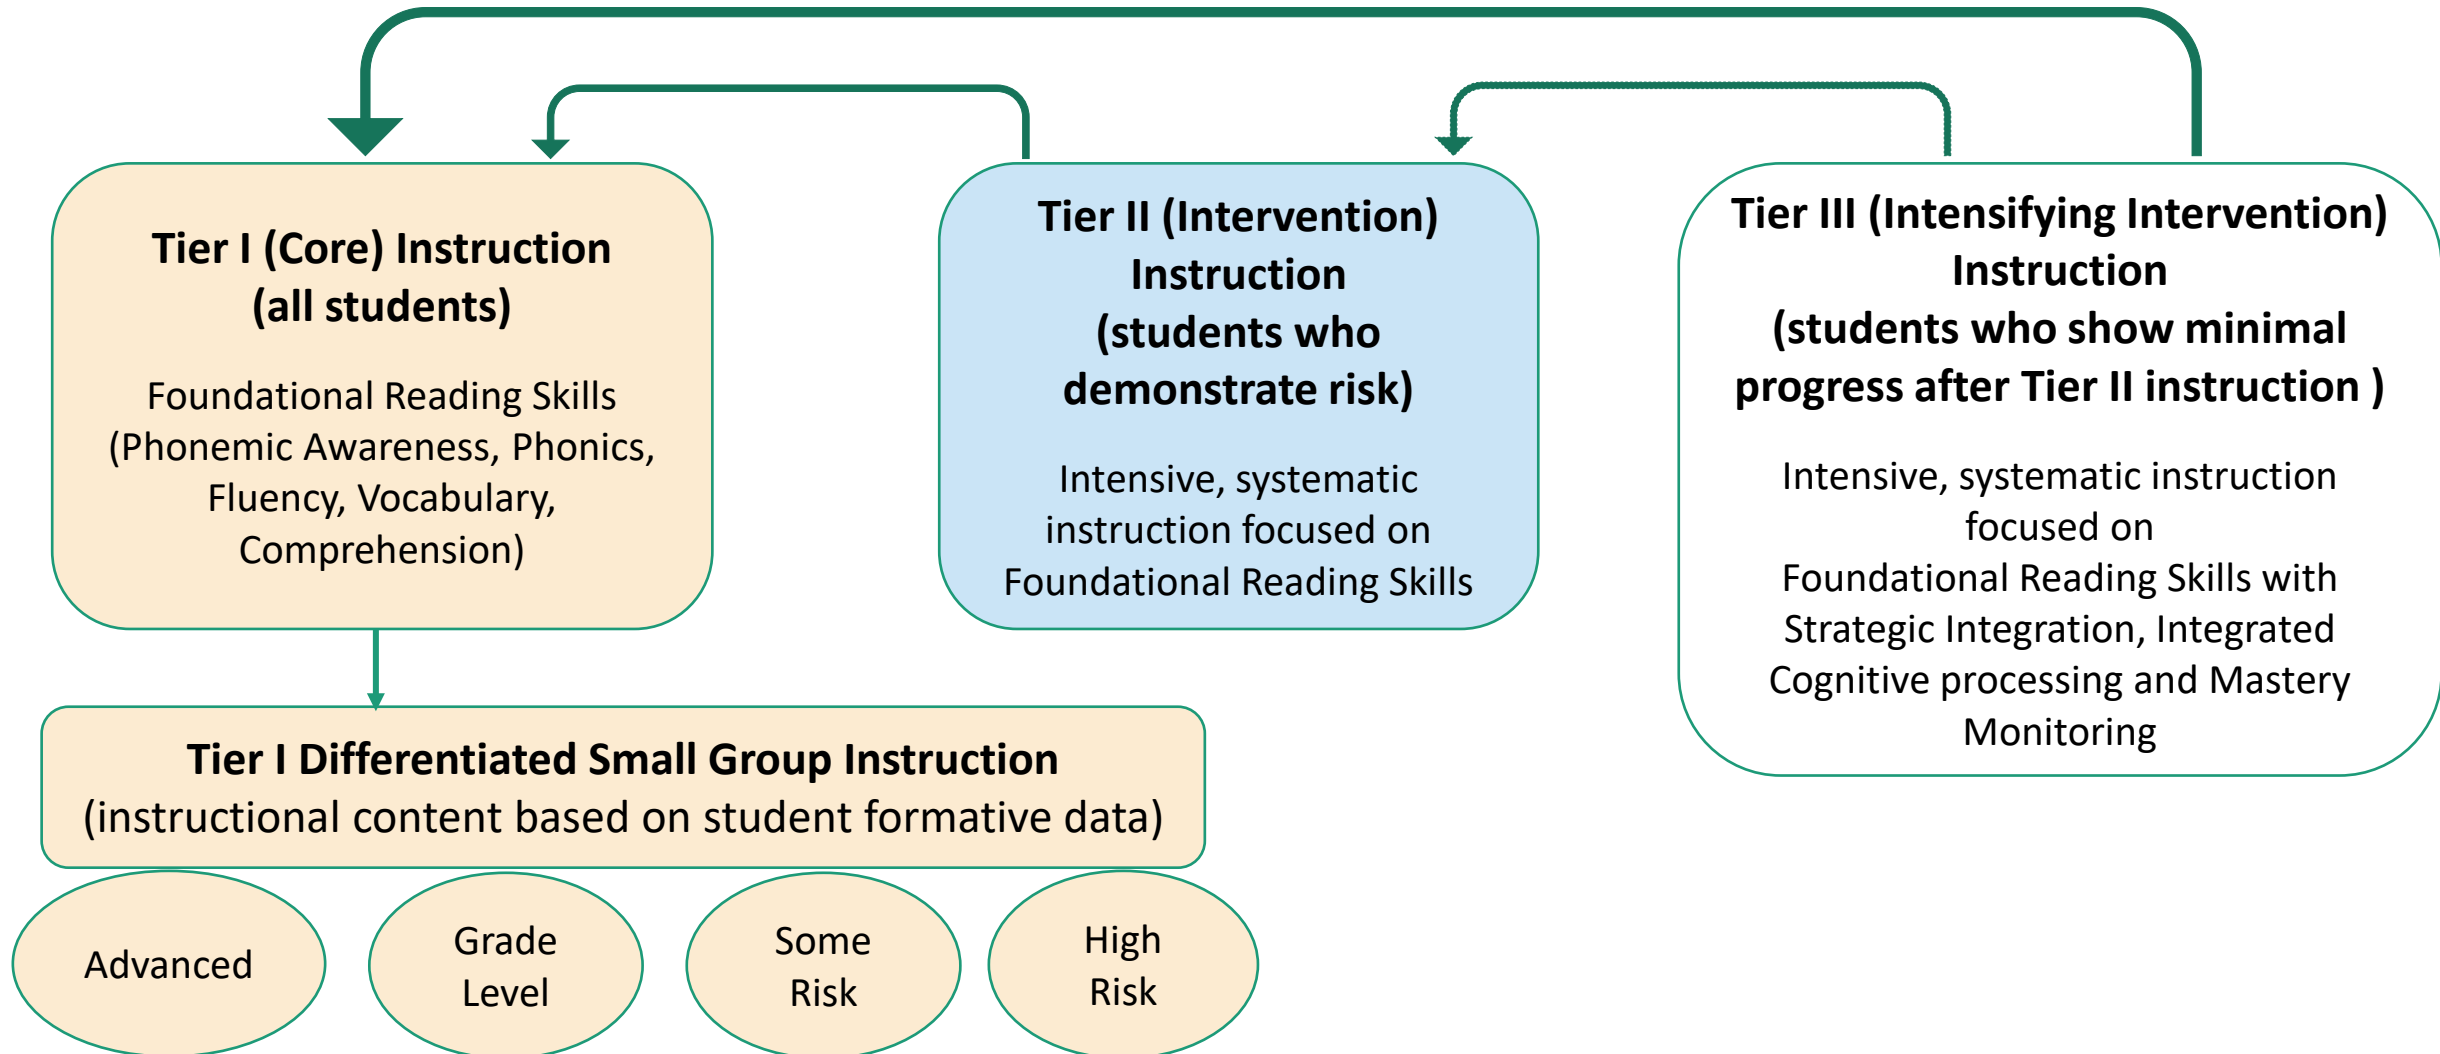 Tier I (Core) Instruction
(all students)
Foundational Reading Skills
(Phonemic Awareness, Phonics,
Fluency, Vocabulary,
Comprehension)
Tier II (Intervention)
Instruction
(students who
demonstrate risk)
Intensive, systematic
instruction focused on
Foundational Reading Skills
Tier III (Intensifying Intervention)
Instruction
(students who show minimal
progress after Tier II instruction )
Intensive, systematic instruction
focused on
Foundational Reading Skills with
Strategic Integration, Integrated
Cognitive processing and Mastery
Monitoring
Tier I Differentiated Small Group Instruction
(instructional content based on student formative data)
Advanced
Grade
Level
Some
Risk
High
Risk